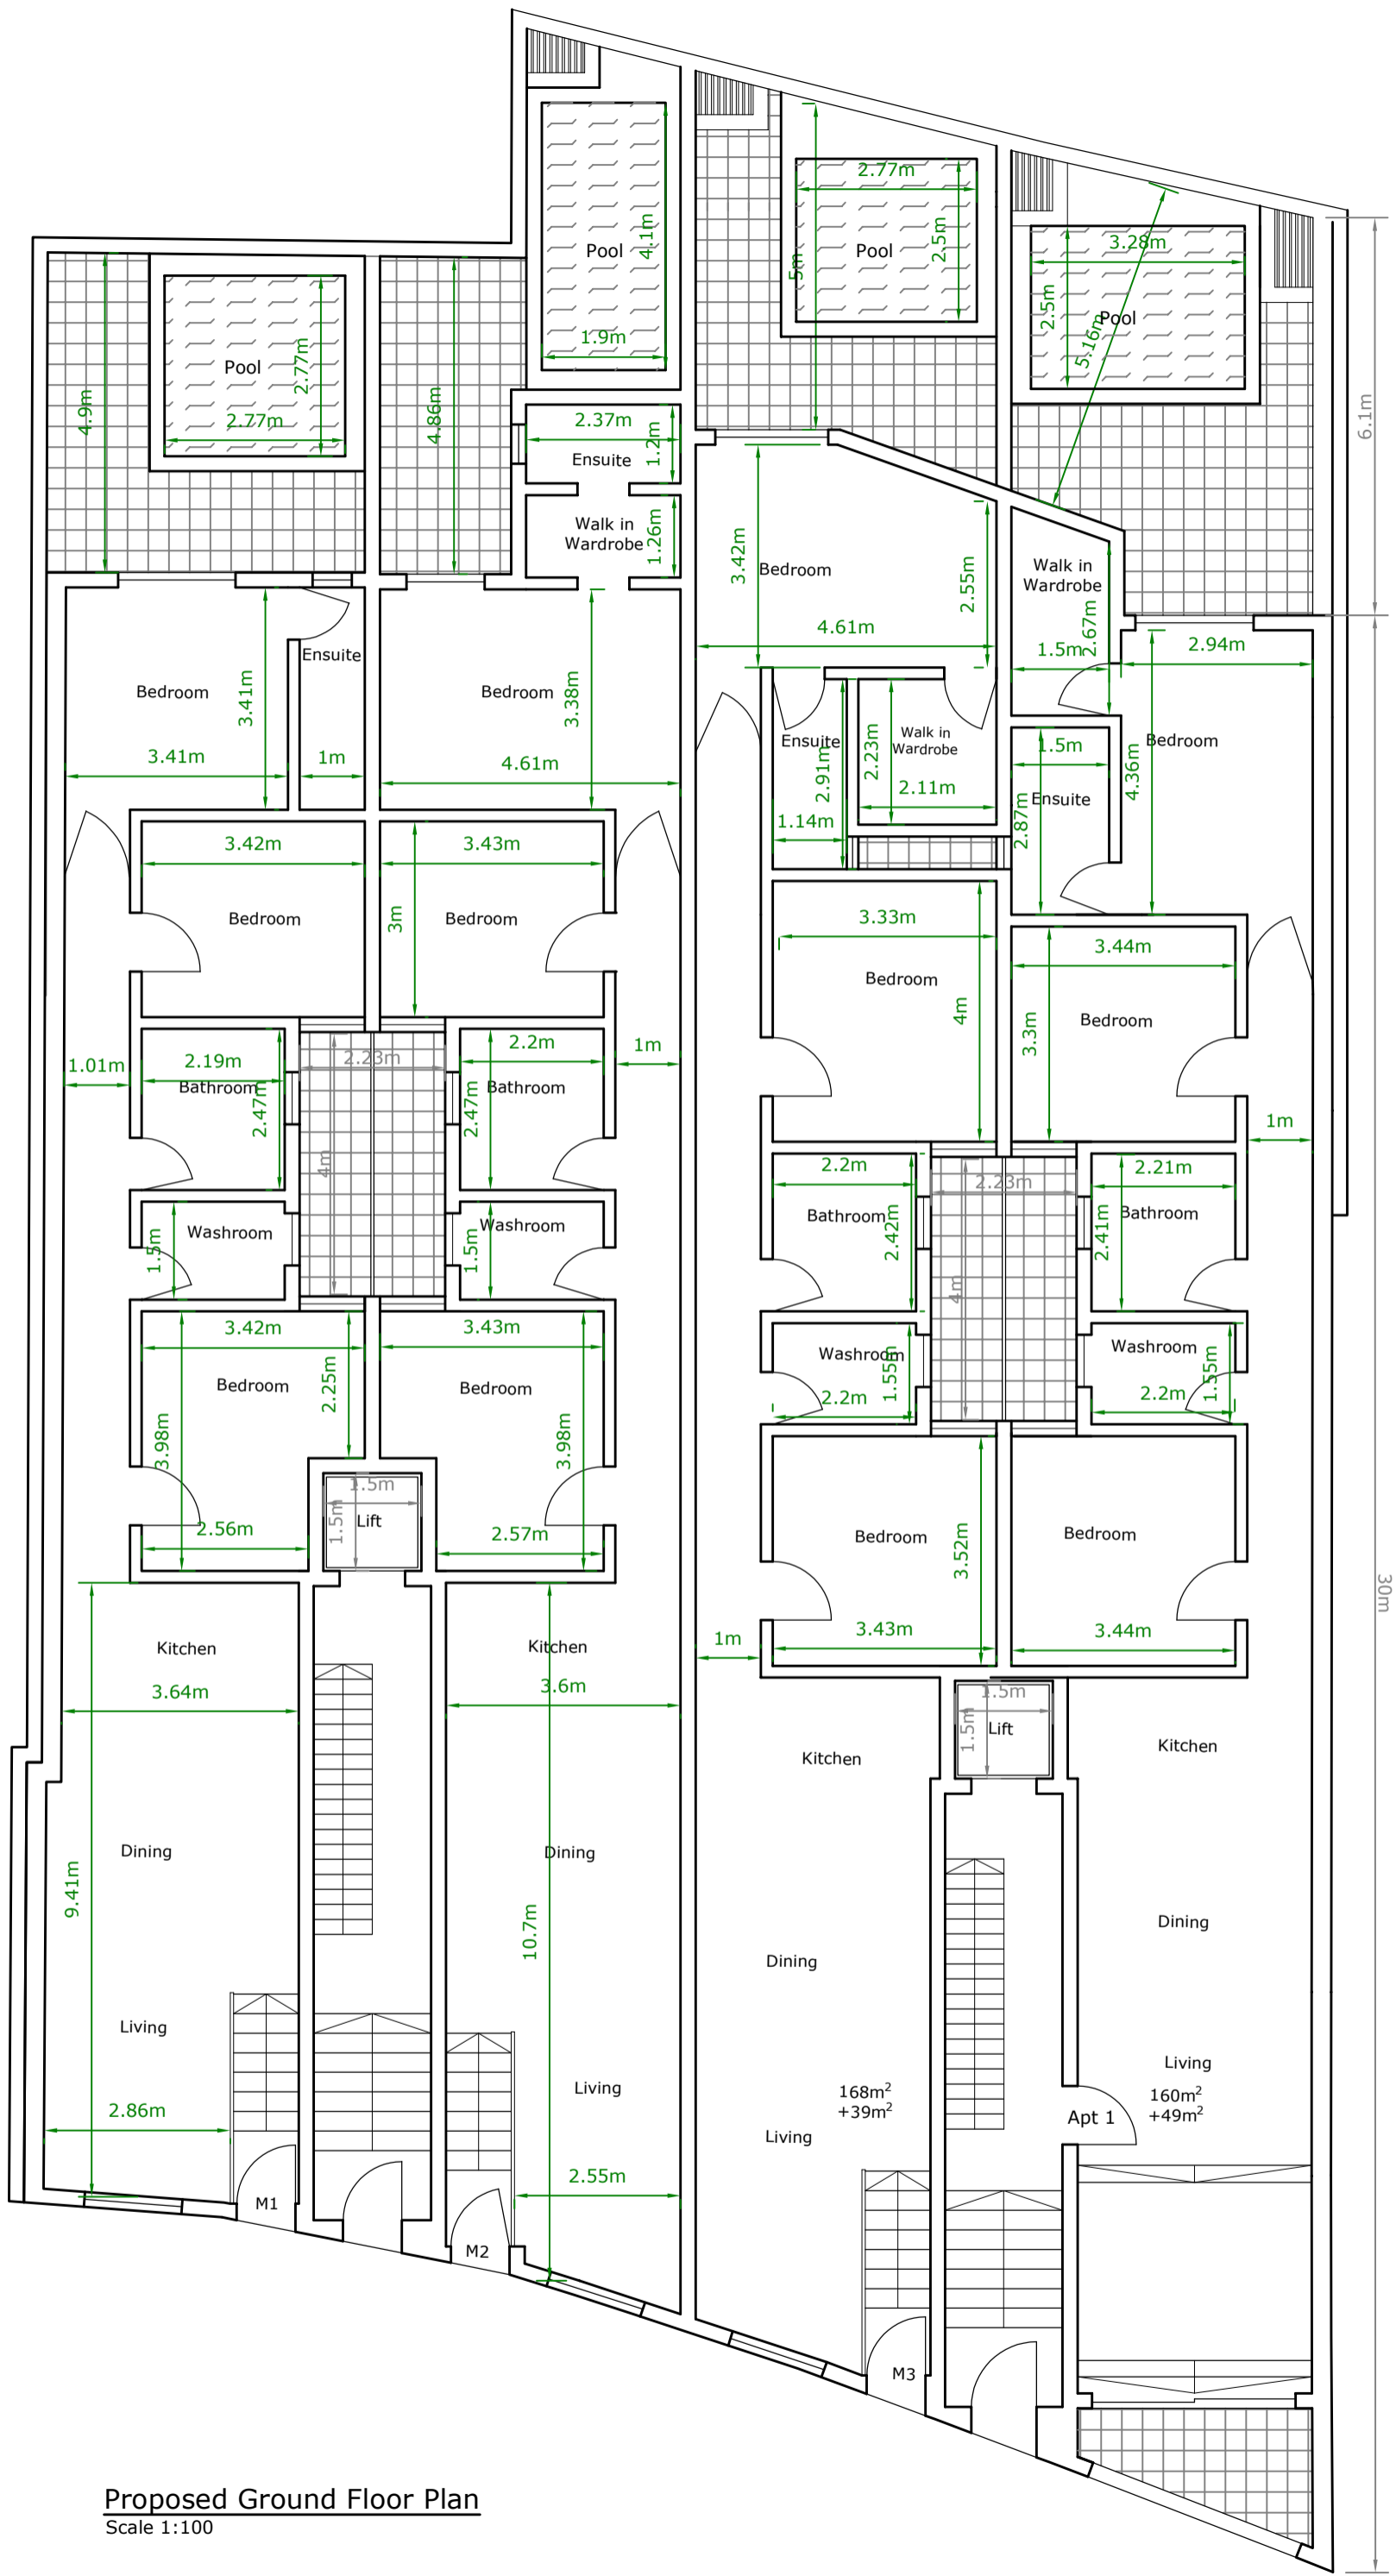 Pool
4.1m
1.9m
5m
2.77m
2.5m
Pool
3.28m
2.5m
Pool
5.16m
6.1m
4.9m
Pool
2.77m
2.77m
4.86m
2.37m
1.2m
Ensuite
Walk in
Wardrobe
1.26m
3.42m
Bedroom
2.55m
4.61m
Walk in
Wardrobe
2.67m
1.5m
2.94m
Ensuite
Bedroom
3.41m
3.41m
1m
Bedroom
3.38m
4.61m
Ensuite
2.91m
1.14m
2.23m
Walk in
Wardrobe
2.11m
1.5m
Ensuite
2.87m
4.36m
Bedroom
3.42m
Bedroom
3.43m
3m
Bedroom
3.33m
Bedroom
4m
3.44m
3.3m
Bedroom
1.01m
2.19m
Bathroom
2.47m
2.23m
4m
2.2m
Bathroom
2.47m
1m
1m
2.2m
Bathroom
2.42m
2.23m
4m
2.21m
Bathroom
2.41m
Washroom
1.5m
Washroom
1.5m
Washroom
1.55m
2.2m
Washroom
1.55m
2.2m
3.42m
Bedroom
2.25m
3.98m
2.56m
3.43m
Bedroom
3.98m
2.57m
1.5m
1.5m
Lift
Bedroom
3.52m
3.43m
Bedroom
3.44m
1m
30m
Kitchen
3.64m
Kitchen
3.6m
1.5m
1.5m
Lift
Kitchen
Kitchen
Dining
9.41m
Dining
10.7m
Dining
Dining
Living
Living
168m²
+39m²
Living
Living
160m²
+49m²
Apt 1
2.86m
2.55m
M1
M2
M3
Proposed Ground Floor Plan
Scale 1:100